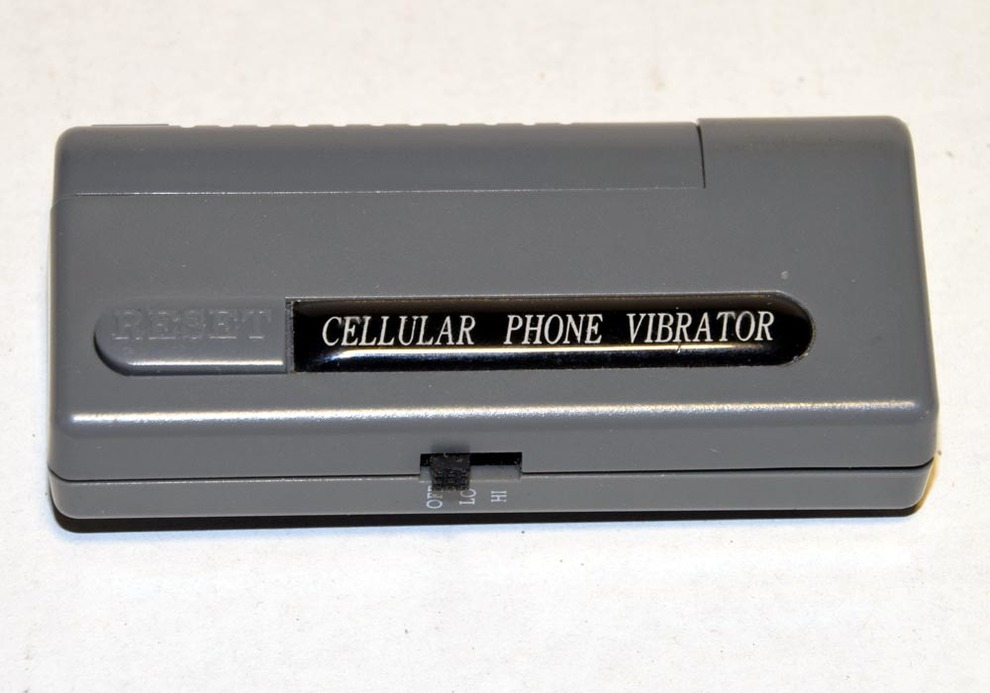 RESET
CELLULAR PHONE VIBRATOR
OFF
LO
HI